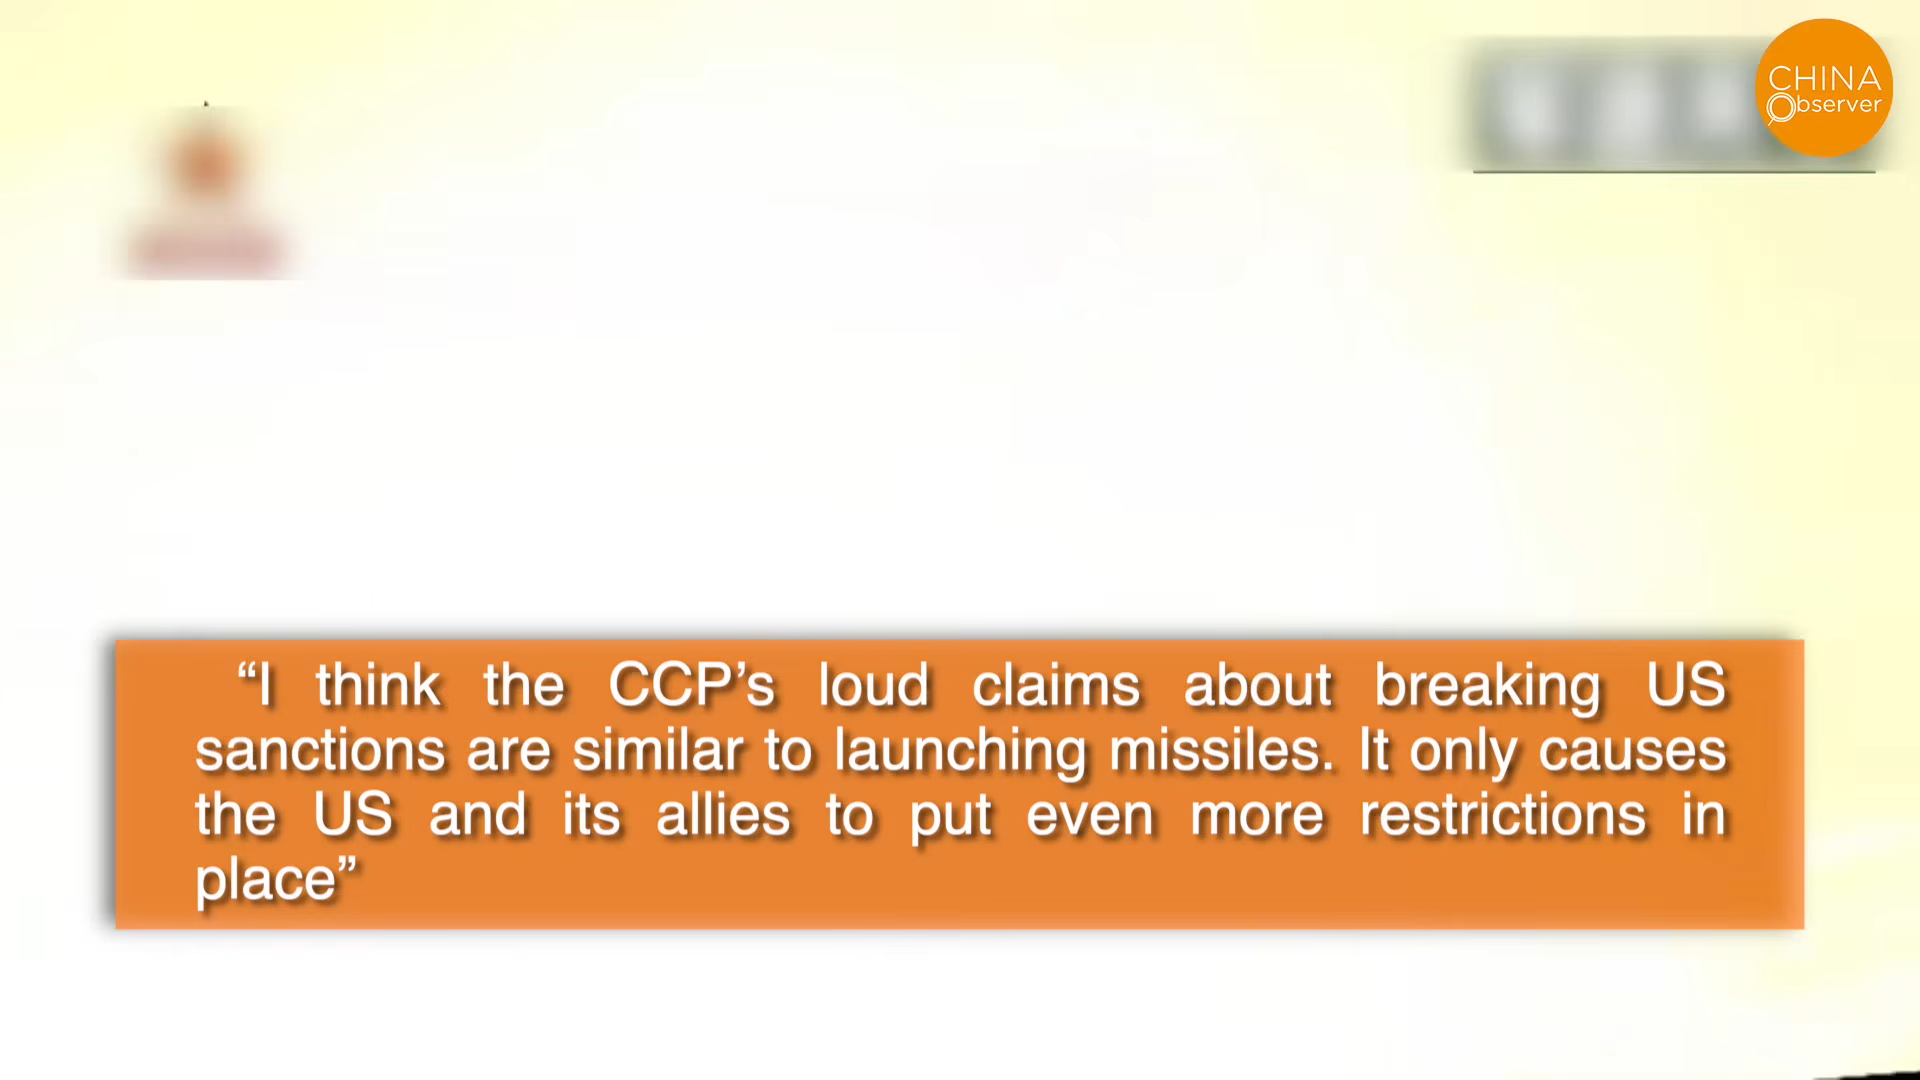 CHINA
Observer
“I think the CCP’s loud claims about breaking US
sanctions are similar to launching missiles. It only causes
the US and its allies to put even more restrictions in
place”